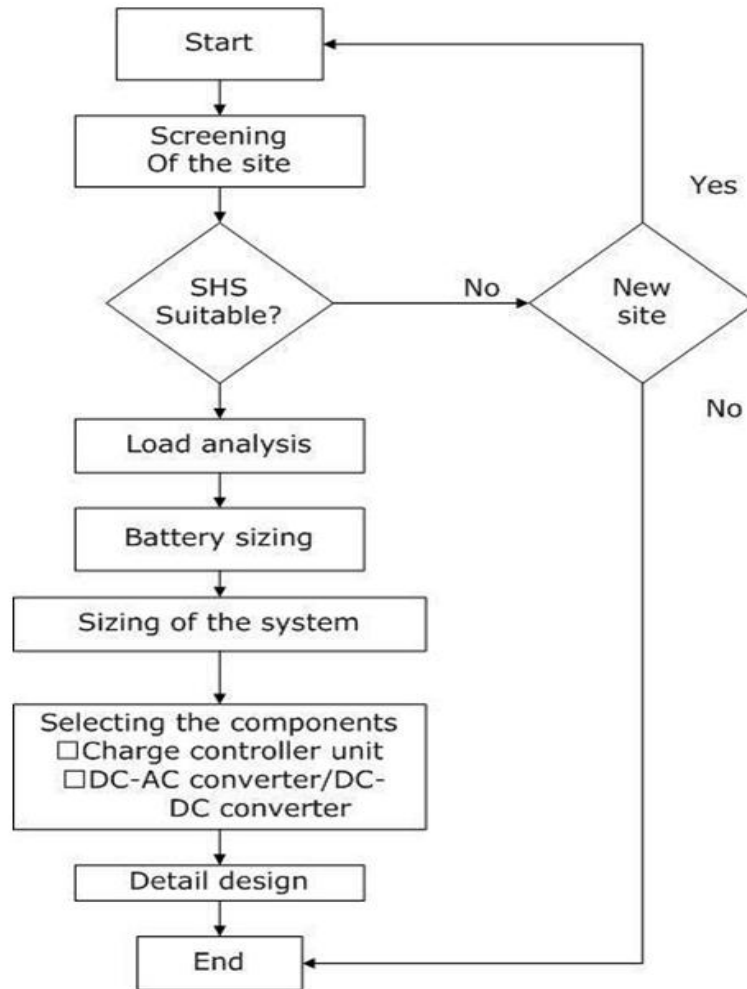 Start
Screening
Of the site
SHS
Suitable?
No
New
site
Yes
No
Load analysis
Battery sizing
Sizing of the system
Selecting the components
□Charge controller unit
□DC-AC converter/DC-
DC converter
Detail design
End